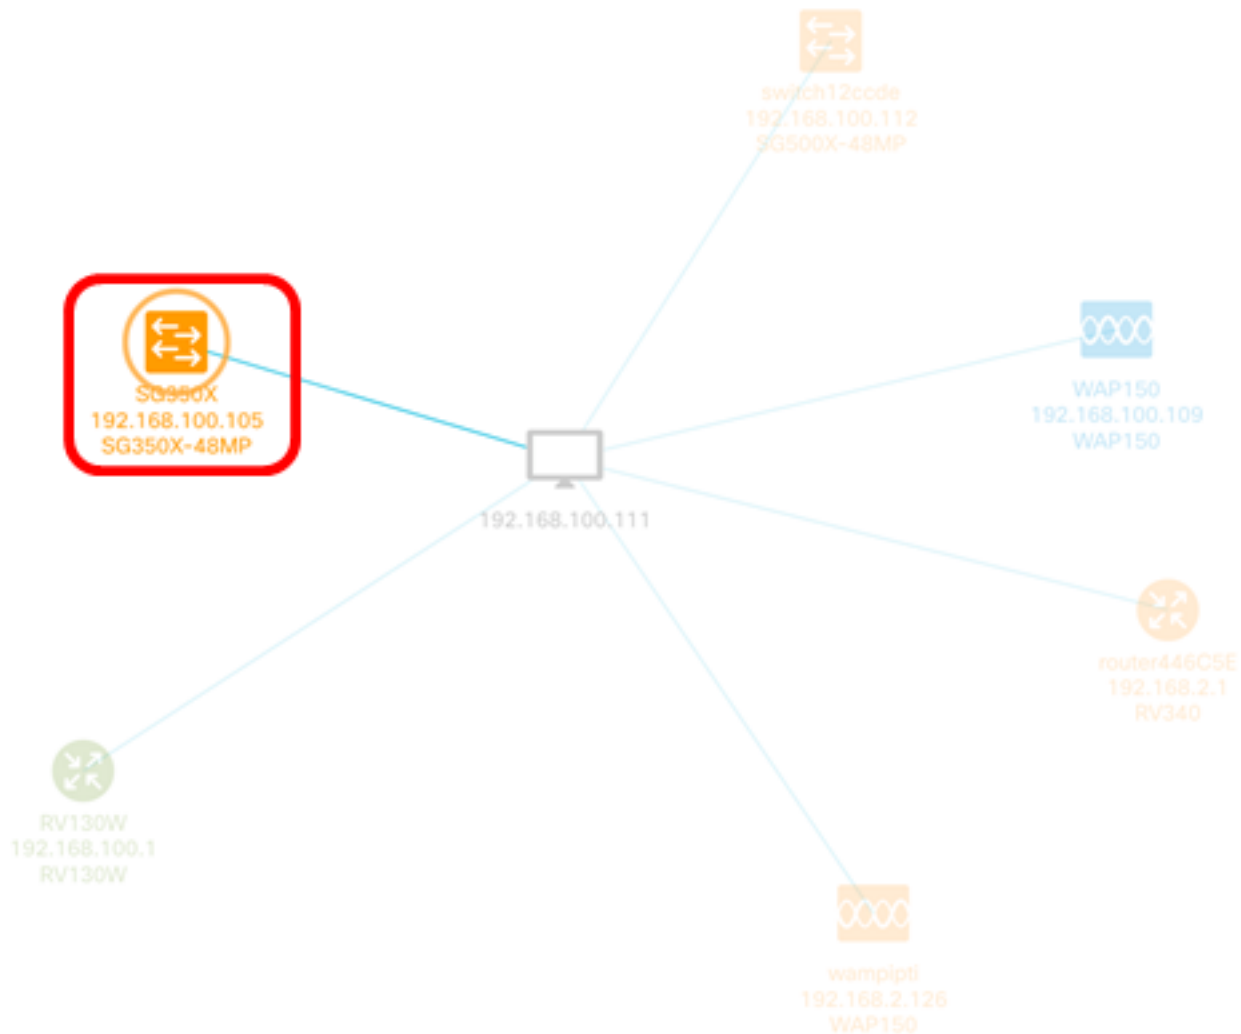 switch12ccde
192.168.100.112
SG500X-48MP
SG350X
192.168.100.105
SG350X-48MP
WAP150
192.168.100.109
WAP150
192.168.100.111
router446C5E
192.168.2.1
RV340
RV130W
192.168.100.1
RV130W
wampipti
192.168.2.126
WAP150